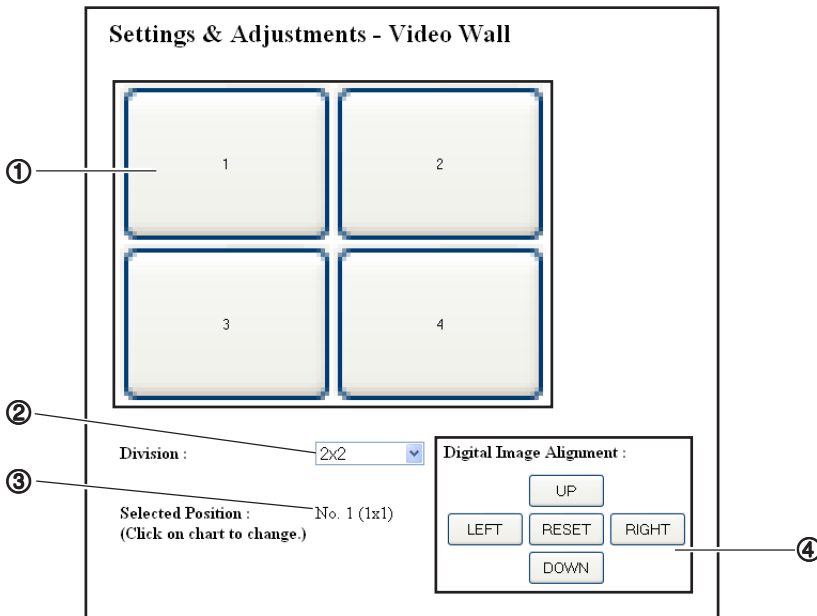 Settings & Adjustments - Video Wall
①
1
2
3
4
②
Division :
2x2
③
Selected Position :
No. 1 (1x1)
(Click on chart to change.)
Digital Image Alignment :
UP
LEFT
RESET
RIGHT
DOWN
④